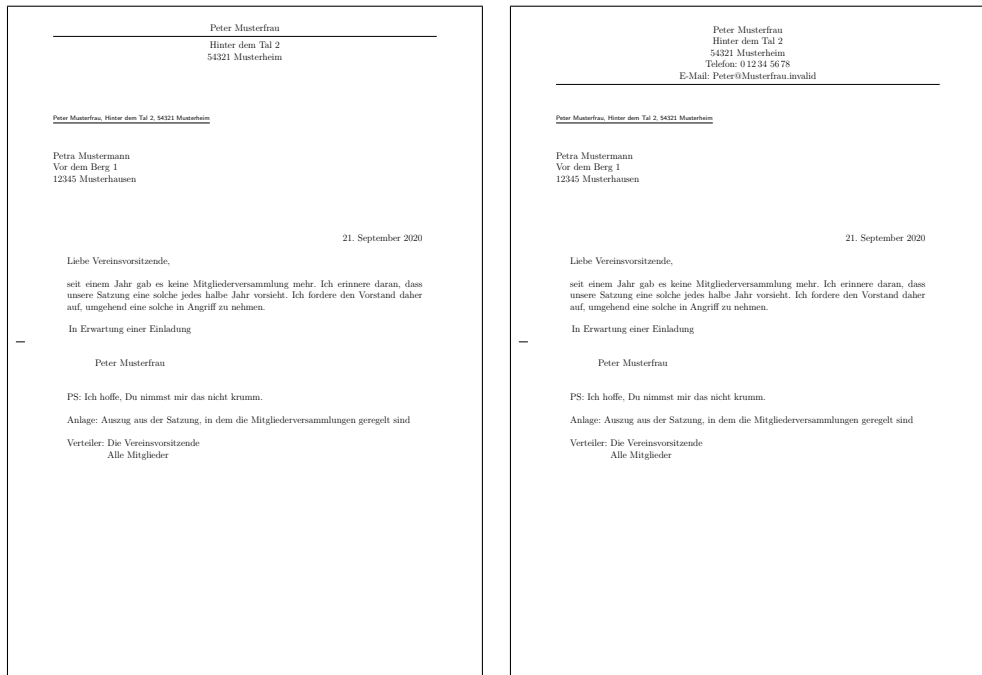 Peter Musterfrau
Hinter dem Tal 2
54321 Musterheim
Peter Musterfrau, Hinter dem Tal 2, 54321 Musterheim
Petra Mustermann
Vor dem Berg 1
12345 Musterhausen
21. September 2020
Liebe Vereinsvorsitzende,
seit einem Jahr gab es keine Mitgliederversammlung mehr. Ich erinnere daran, dass
unsere Satzung eine solche jedes halbe Jahr vorsieht. Ich fordere den Vorstand daher
auf, umgehend eine solche in Angriff zu nehmen.
In Erwartung einer Einladung
Peter Musterfrau
PS: Ich hoffe, Du nimmst mir das nicht krumm.
Anlage: Auszug aus der Satzung, in dem die Mitgliederversammlungen geregelt sind
Verteiler: Die Vereinsvorsitzende
Alle Mitglieder
Peter Musterfrau
Hinter dem Tal 2
54321 Musterheim
Telefon: 0 12 34 56 78
E-Mail: Peter@Musterfrau.invalid
Peter Musterfrau, Hinter dem Tal 2, 54321 Musterheim
Petra Mustermann
Vor dem Berg 1
12345 Musterhausen
21. September 2020
Liebe Vereinsvorsitzende,
seit einem Jahr gab es keine Mitgliederversammlung mehr. Ich erinnere daran, dass
unsere Satzung eine solche jedes halbe Jahr vorsieht. Ich fordere den Vorstand daher
auf, umgehend eine solche in Angriff zu nehmen.
In Erwartung einer Einladung
Peter Musterfrau
PS: Ich hoffe, Du nimmst mir das nicht krumm.
Anlage: Auszug aus der Satzung, in dem die Mitgliederversammlungen geregelt sind
Verteiler: Die Vereinsvorsitzende
Alle Mitglieder